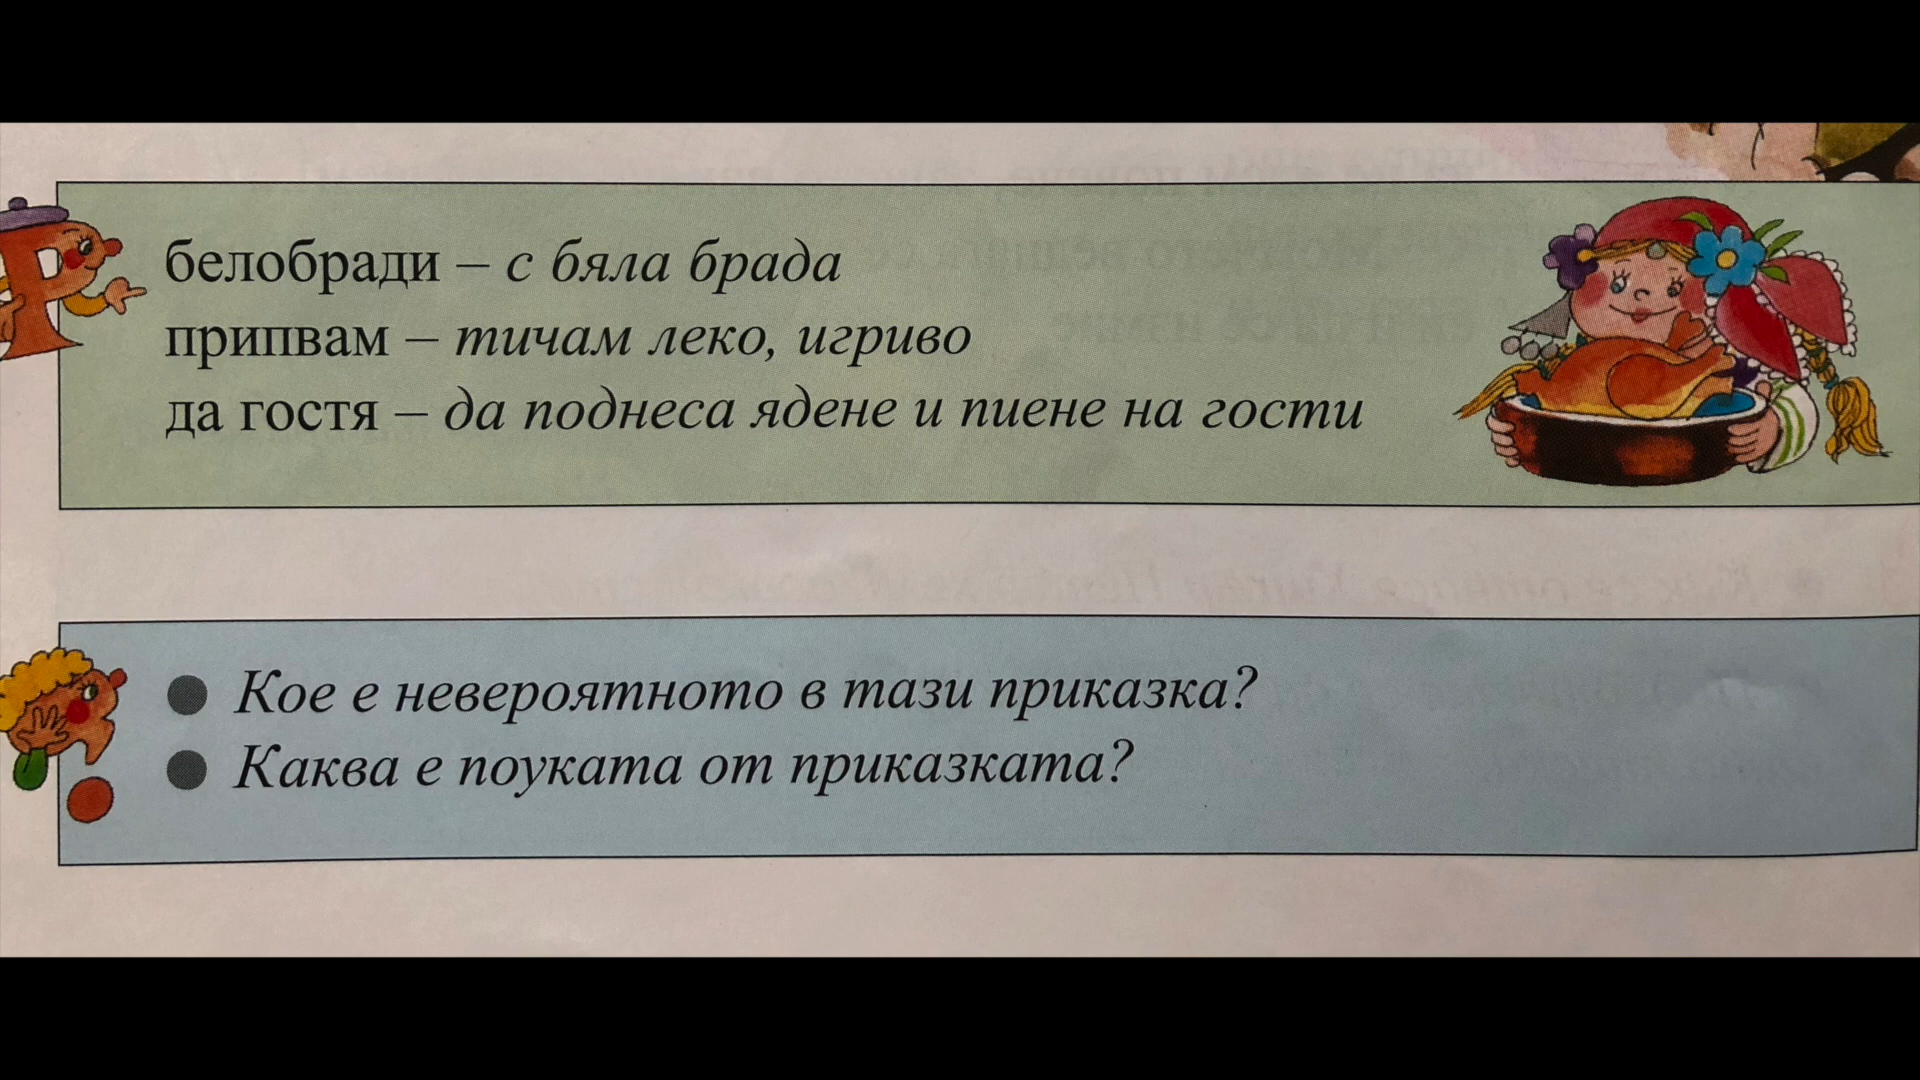 белобради – с бяла брада
припвам – тичам леко, игриво
да гостя – да поднеса ядене и пиене на гости
● Кое е невероятното в тази приказка?
● Каква е поуката от приказката?